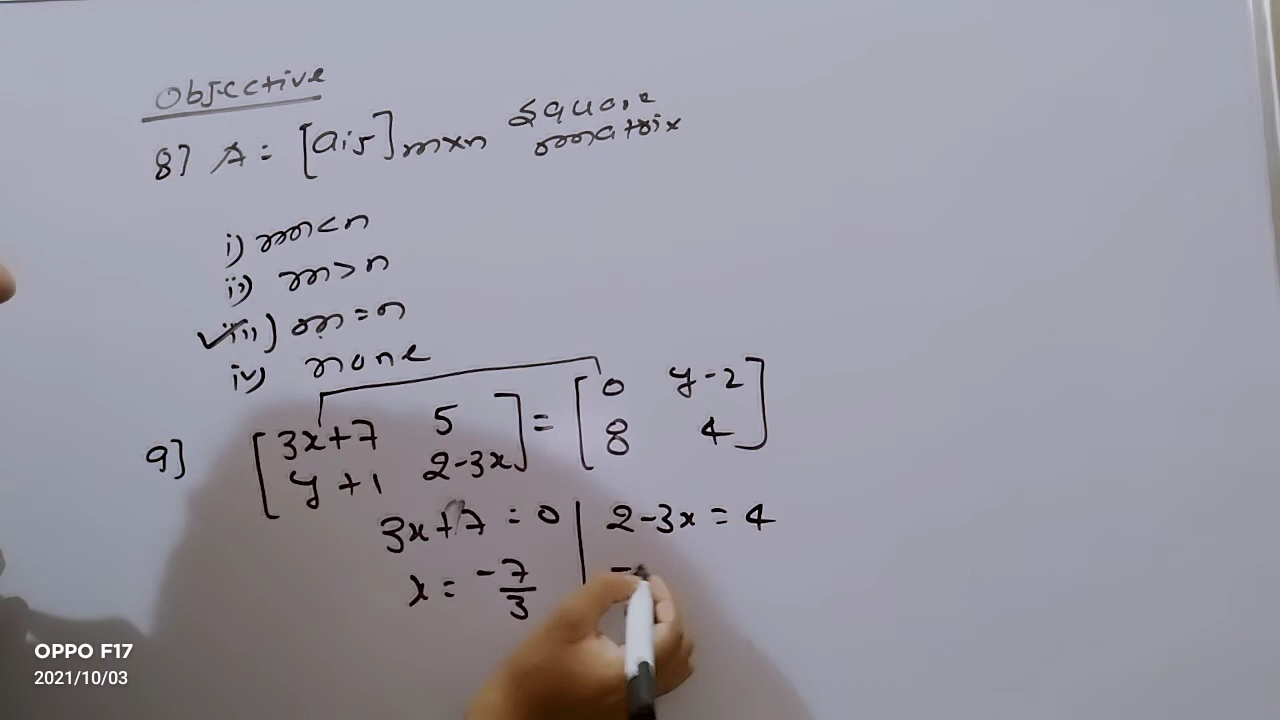 Objective
8] A = [aij]m×n square
matrix
i) m<n
ii) m>n
iii) m=n
iv) none
9] [3x+7 5] = [0 y-2]
[y+1 2-3x] [8 4]
3x+7 = 0 | 2-3x = 4
x = -7/3
OPPO F17
2021/10/03